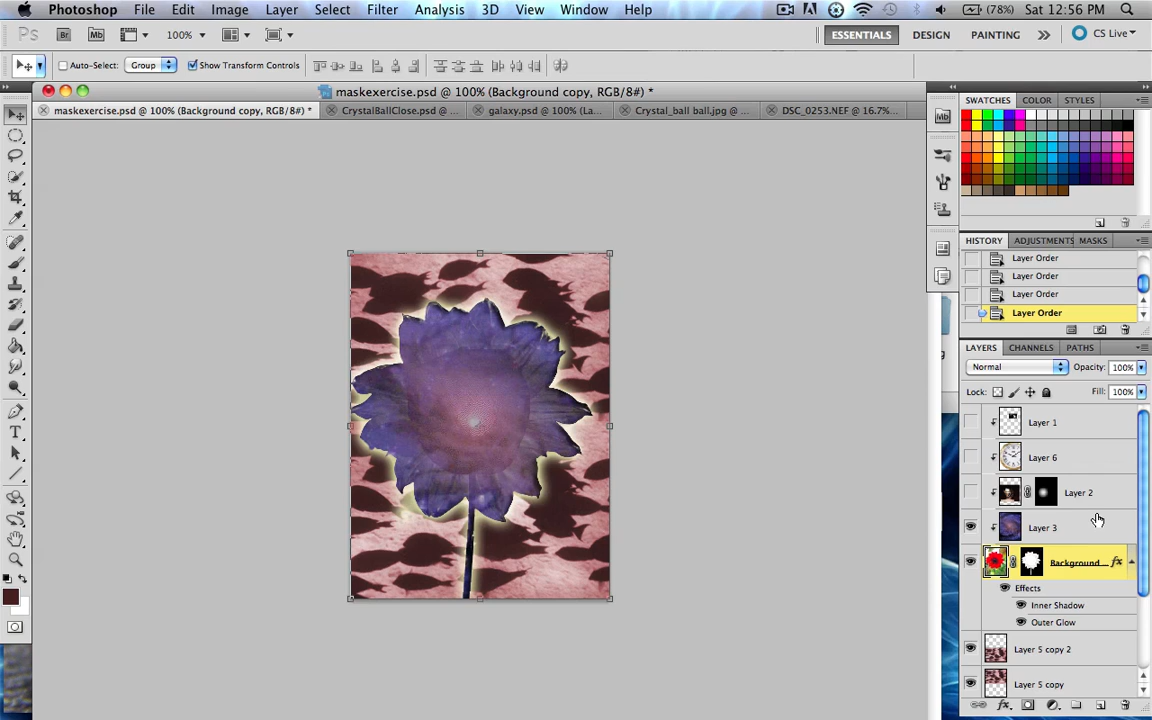 Photoshop File Edit Image Layer Select Filter Analysis 3D View Window Help (78%) Sat 12:56 PM
Ps Br Mb 100% ESSENTIALS DESIGN PAINTING CS Live
Auto-Select: Group Show Transform Controls
maskexercise.psd @ 100% (Background copy, RGB/8#) *
maskexercise.psd @ 100% (Background copy, RGB/8#) * CrystalBallClose.psd @ ... galaxy.psd @ 100% (La... Crystal_ball ball.jpg @ ... DSC_0253.NEF @ 16.7%...
Mb
SWATCHES COLOR STYLES
HISTORY ADJUSTMENTS MASKS
Layer Order
Layer Order
Layer Order
Layer Order
LAYERS CHANNELS PATHS
Normal Opacity: 100%
Lock: Fill: 100%
Layer 1
Layer 6
Layer 2
Layer 3
Background ... fx
Effects
Inner Shadow
Outer Glow
Layer 5 copy 2
Layer 5 copy
fx
T